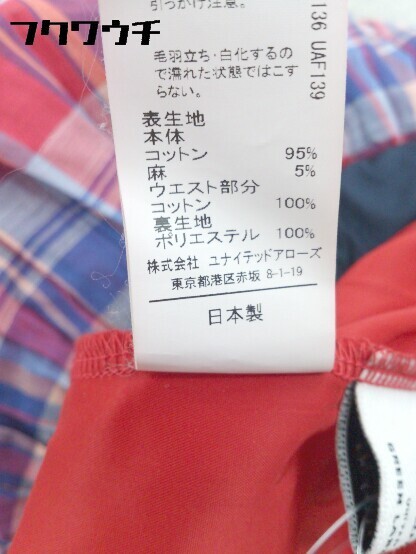 フクワウチ
引っかけ注意。
136 UAF139
毛羽立ち・白化するの
で濡れた状態ではこす
らない。
表生地
本体
コットン 95%
麻 5%
ウエスト部分
コットン 100%
裏生地
ポリエステル 100%
株式会社 ユナイテッドアローズ
東京都港区赤坂 8-1-19
日本製
GREEN